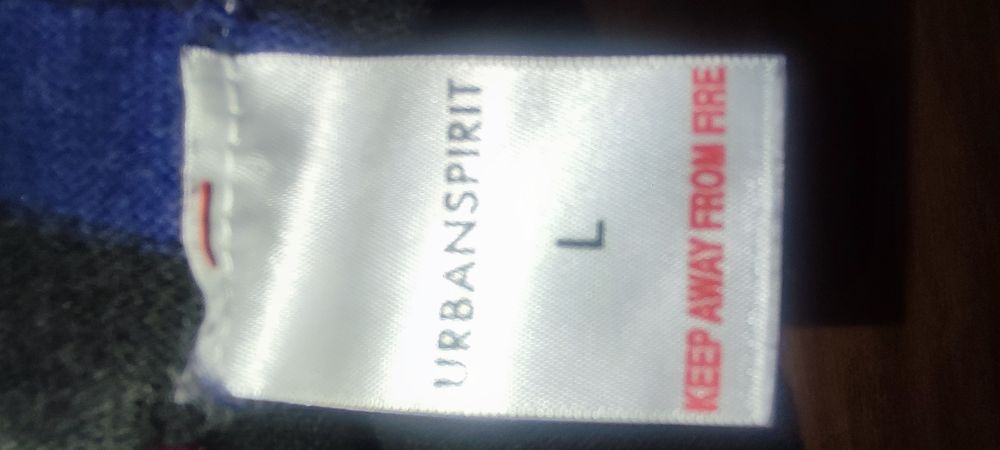 URBANSPIRIT
L
KEEP AWAY FROM FIRE